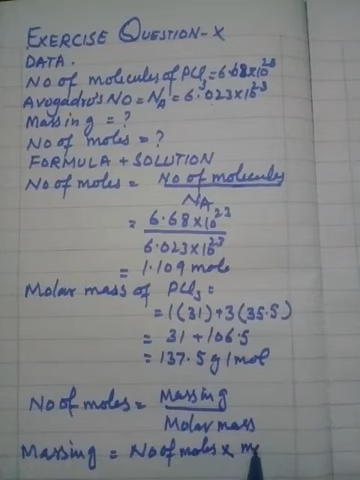 EXERCISE QUESTION-X
DATA.
No of molecules of PCl3 = 6.68×10^23
Avogadro's NO = NA = 6.023×10^23
Mass in g = ?
No of moles = ?
FORMULA + SOLUTION
No of moles = No of molecules
NA
= 6.68×10^23
6.023×10^23
= 1.109 mole
Molar mass of PCl3 =
= 1(31)+3(35.5)
= 31 + 106.5
= 137.5 g/mol
No of moles = Mass in g
Molar mass
Mass in g = No of moles ×